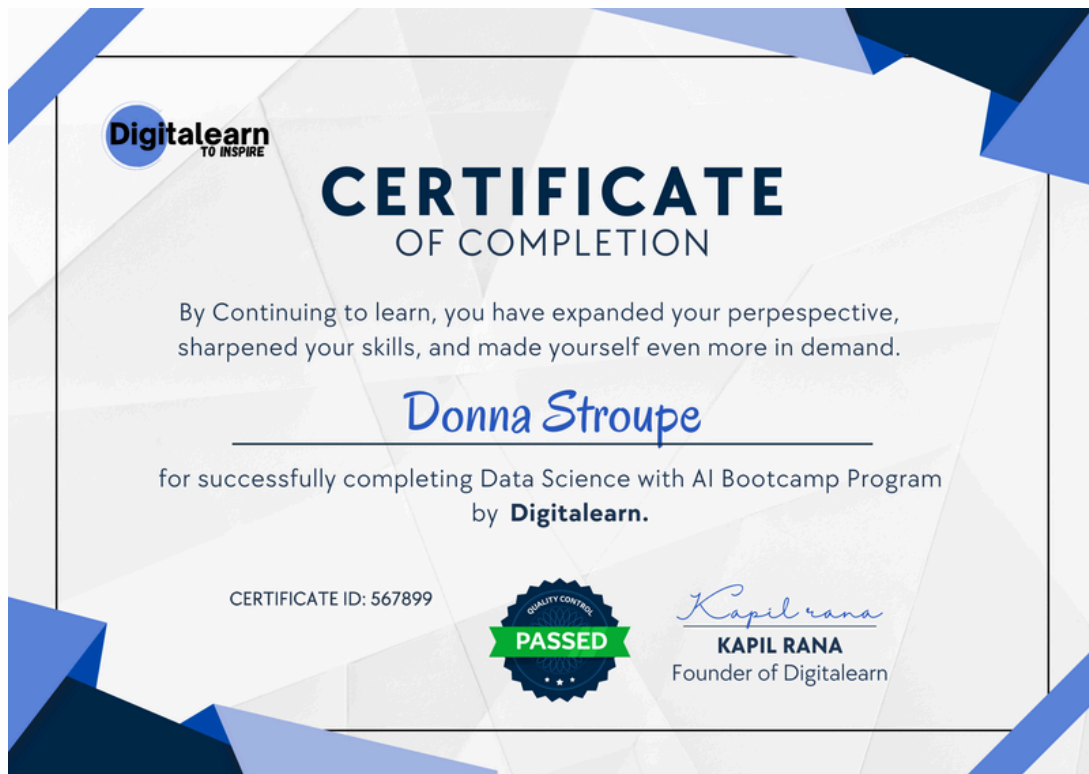 Digitalearn
TO INSPIRE
CERTIFICATE
OF COMPLETION
By Continuing to learn, you have expanded your perpespective,
sharpened your skills, and made yourself even more in demand.
Donna Stroupe
for successfully completing Data Science with AI Bootcamp Program
by Digitalearn.
CERTIFICATE ID: 567899
QUALITY CONTROL
PASSED
Kapil rana
KAPIL RANA
Founder of Digitalearn